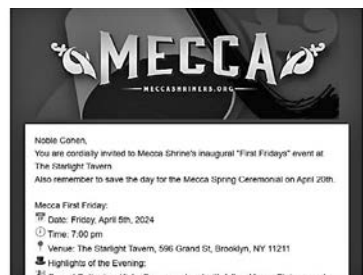 MECCA
MECCASHRINERS.ORG
Noble Cohen,
You are cordially invited to Mecca Shrine's inaugural "First Fridays" event at
The Starlight Tavern.
Also remember to save the day for the Mecca Spring Ceremonial on April 20th.
Mecca First Friday:
Date: Friday, April 5th, 2024
Time: 7:00 pm
Venue: The Starlight Tavern, 596 Grand St, Brooklyn, NY 11211
Highlights of the Evening: